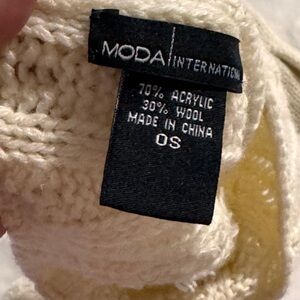 MODA INTERNATION
70% ACRYLIC
30% WOOL
MADE IN CHINA
OS